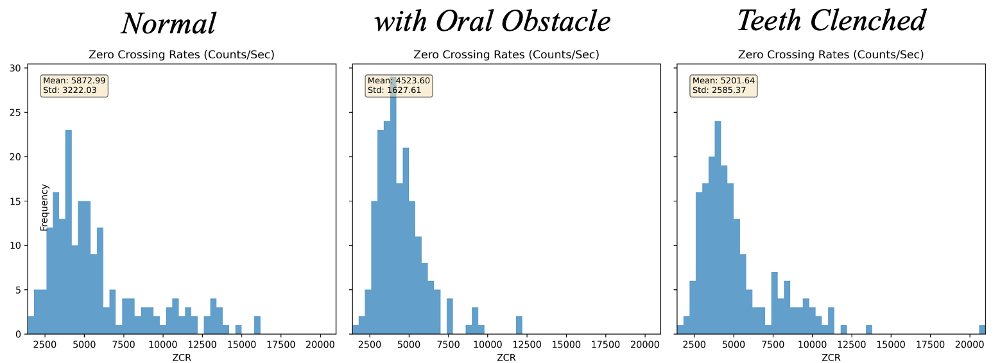 Normal
with Oral Obstacle
Teeth Clenched
Zero Crossing Rates (Counts/Sec)
Zero Crossing Rates (Counts/Sec)
Zero Crossing Rates (Counts/Sec)
Mean: 5872.99
Std: 3222.03
Mean: 4523.60
Std: 1627.61
Mean: 5201.64
Std: 2585.37
Frequency
30
25
20
15
10
5
0
2500 5000 7500 10000 12500 15000 17500 20000
ZCR
2500 5000 7500 10000 12500 15000 17500 20000
ZCR
2500 5000 7500 10000 12500 15000 17500 20000
ZCR